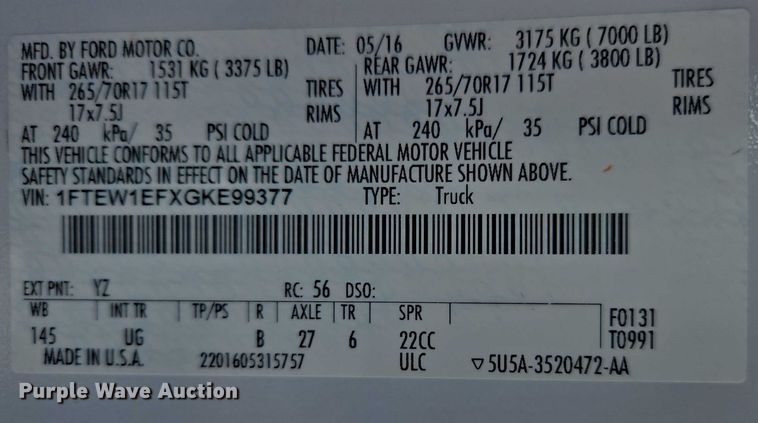 MFD. BY FORD MOTOR CO. DATE: 05/16 GVWR: 3175 KG ( 7000 LB)
FRONT GAWR: 1531 KG ( 3375 LB) REAR GAWR: 1724 KG ( 3800 LB)
WITH 265/70R17 115T TIRES WITH 265/70R17 115T TIRES
17x7.5J RIMS 17x7.5J RIMS
AT 240 kPa/ 35 PSI COLD AT 240 kPa/ 35 PSI COLD
THIS VEHICLE CONFORMS TO ALL APPLICABLE FEDERAL MOTOR VEHICLE
SAFETY STANDARDS IN EFFECT ON THE DATE OF MANUFACTURE SHOWN ABOVE.
VIN: 1FTEW1EFXGKE99377 TYPE: Truck
EXT PNT: YZ RC: 56 DSO:
WB INT TR TP/PS R AXLE TR SPR F0131
145 UG B 27 6 22CC T0991
MADE IN U.S.A. 2201605315757 ULC ▽5U5A-3520472-AA
Purple Wave Auction